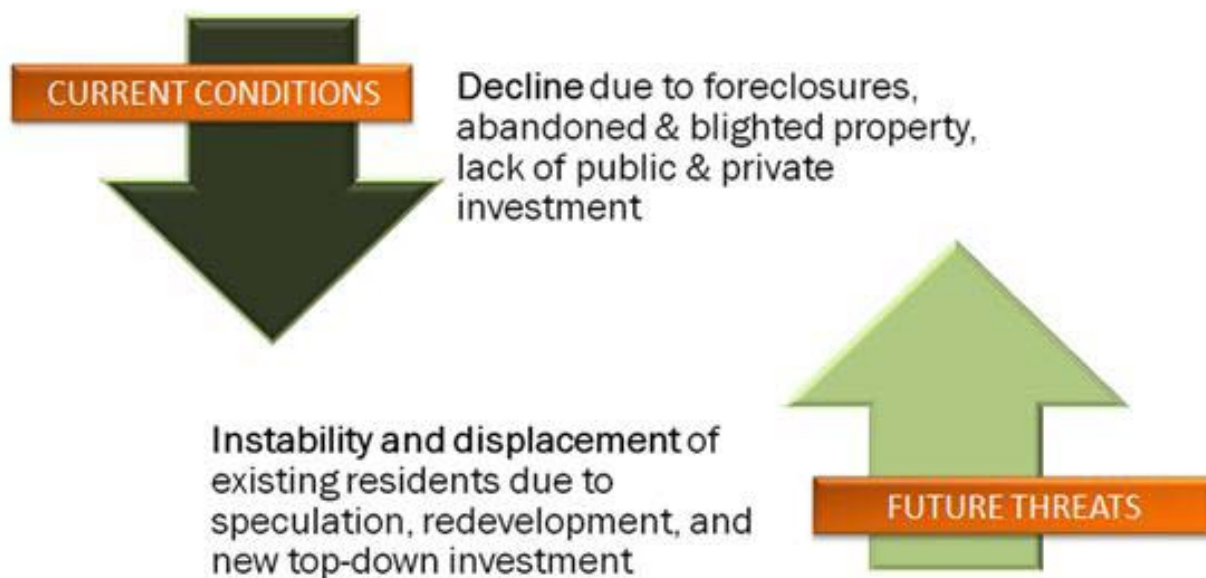 CURRENT CONDITIONS
Decline due to foreclosures,
abandoned & blighted property,
lack of public & private
investment
Instability and displacement of
existing residents due to
speculation, redevelopment, and
new top-down investment
FUTURE THREATS